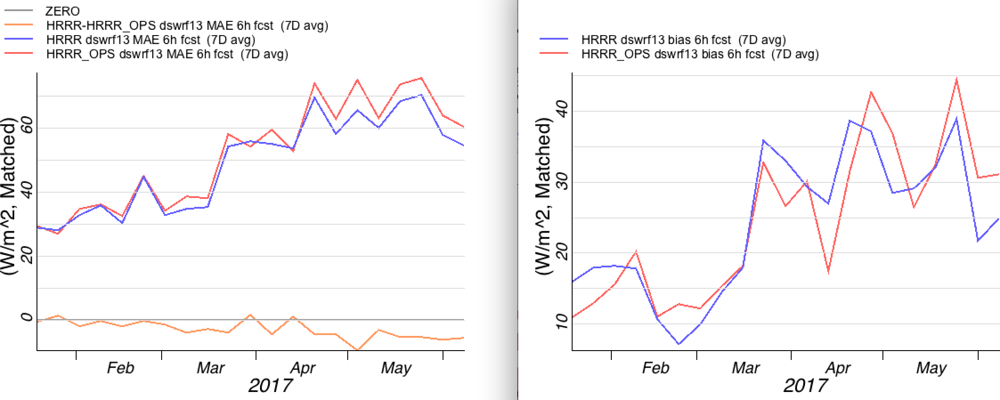 ZERO
HRRR-HRRR_OPS dswrf13 MAE 6h fcst (7D avg)
HRRR dswrf13 MAE 6h fcst (7D avg)
HRRR_OPS dswrf13 MAE 6h fcst (7D avg)
(W/m^2, Matched)
60
40
20
0
Feb
Mar
Apr
May
2017
HRRR dswrf13 bias 6h fcst (7D avg)
HRRR_OPS dswrf13 bias 6h fcst (7D avg)
(W/m^2, Matched)
40
30
20
10
Feb
Mar
Apr
May
2017